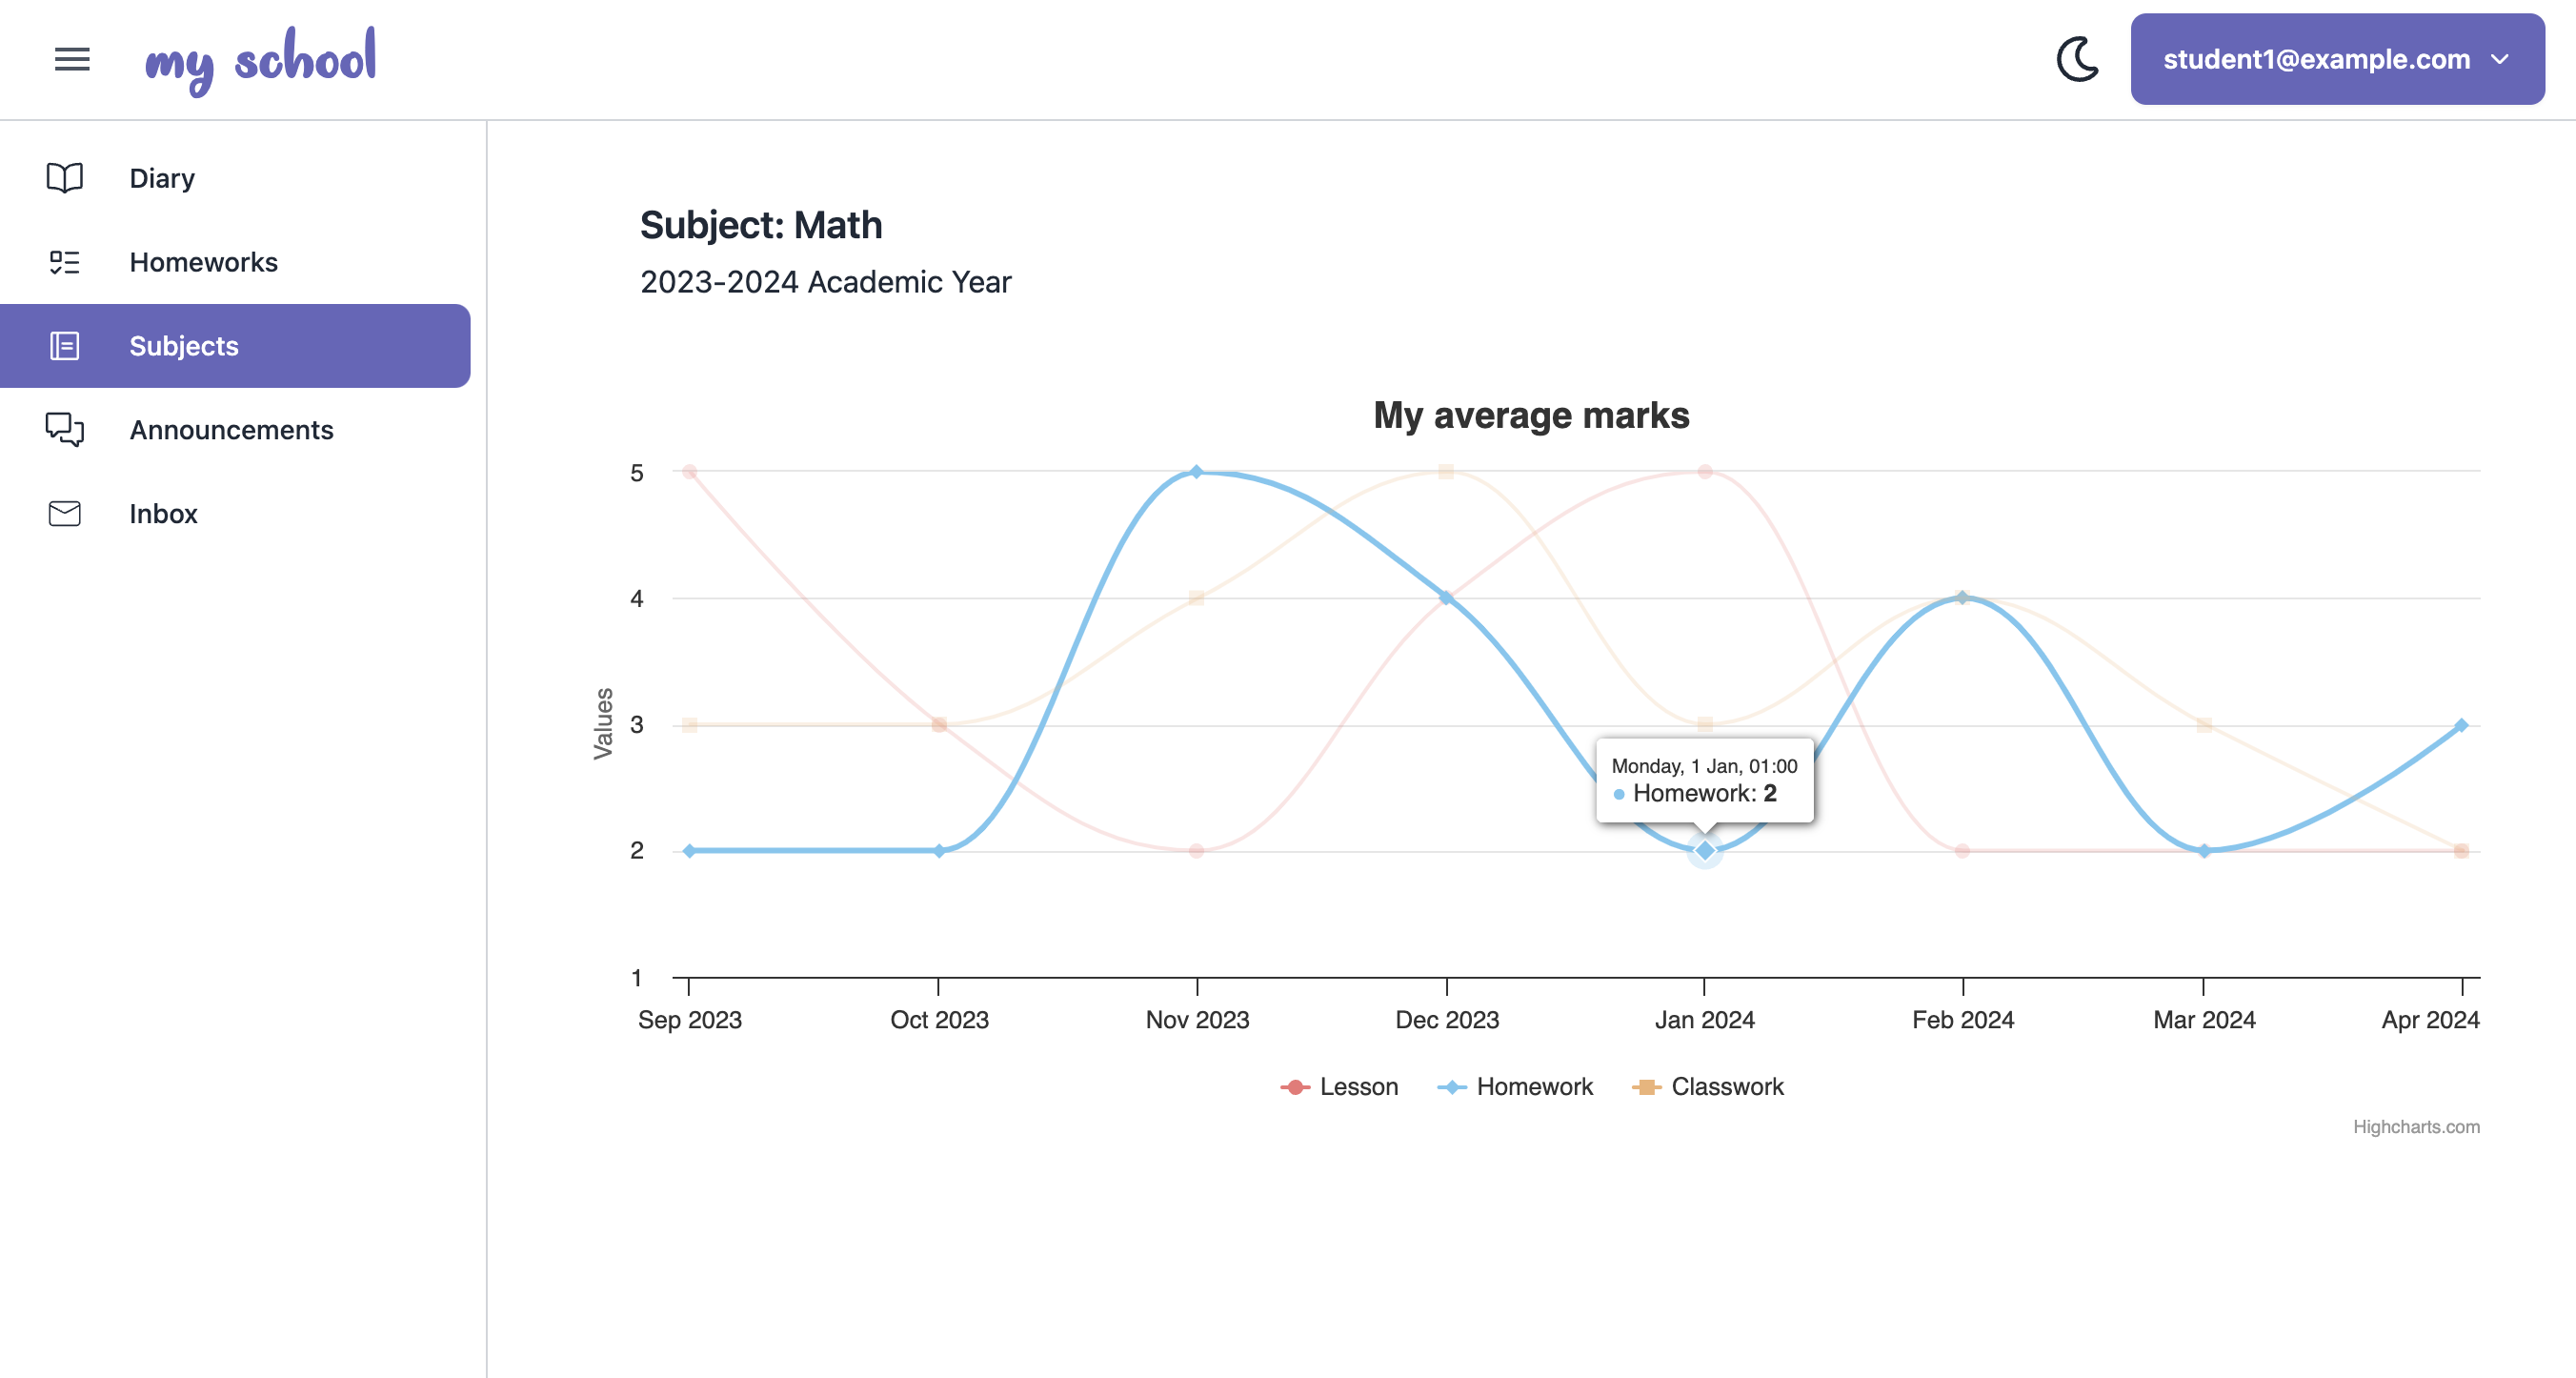 my school
student1@example.com
Diary
Homeworks
Subjects
Announcements
Inbox
Subject: Math
2023-2024 Academic Year
My average marks
Values
5
4
3
2
1
Monday, 1 Jan, 01:00
Homework: 2
Sep 2023 Oct 2023 Nov 2023 Dec 2023 Jan 2024 Feb 2024 Mar 2024 Apr 2024
Lesson Homework Classwork
Highcharts.com